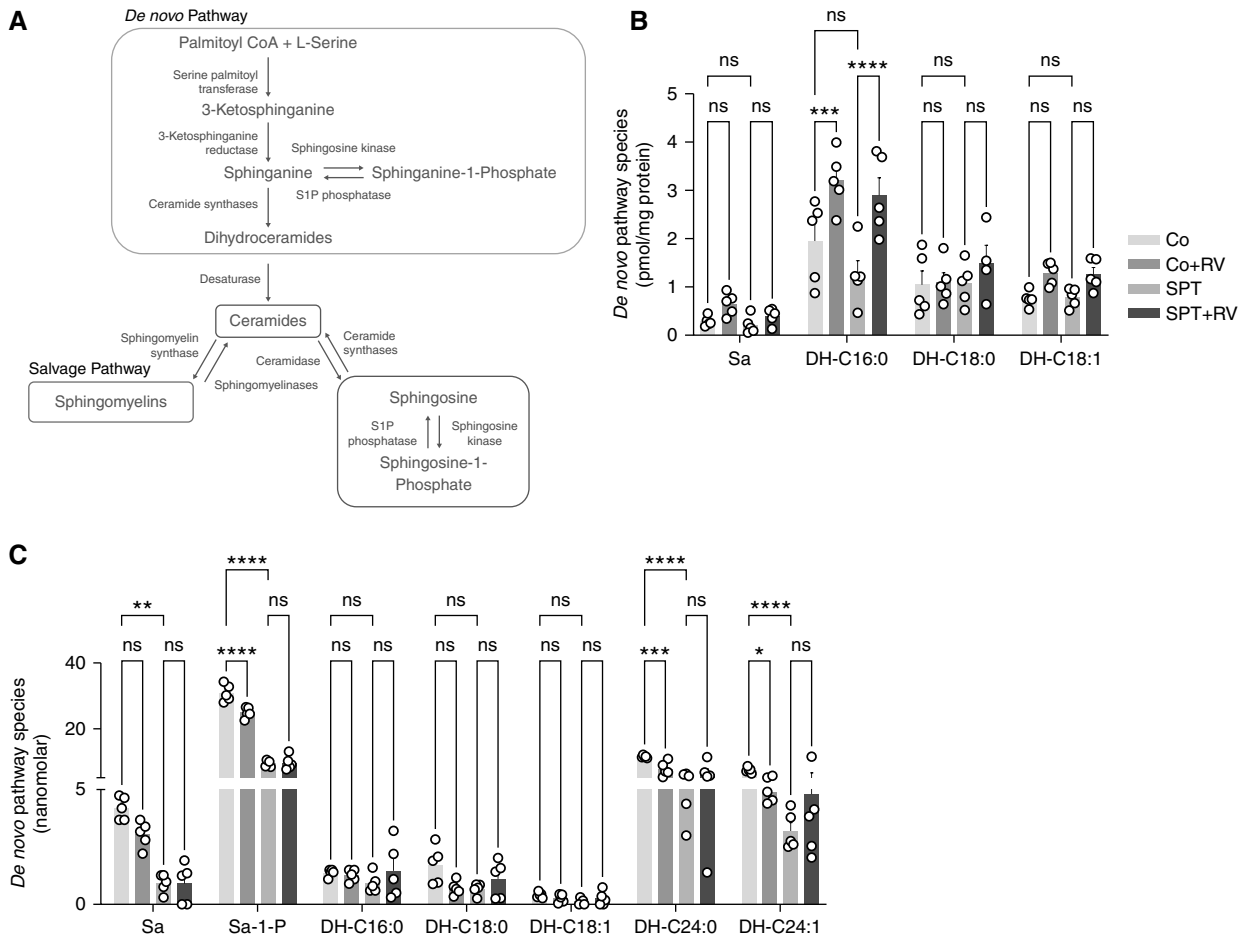 A
De novo Pathway
Palmitoyl CoA + L-Serine
Serine palmitoyl
transferase
3-Ketosphinganine
3-Ketosphinganine
reductase
Sphingosine kinase
Sphinganine
Sphinganine-1-Phosphate
S1P phosphatase
Ceramide synthases
Dihydroceramides
Desaturase
Ceramides
Sphingomyelin
synthase
Ceramide
synthases
Ceramidase
Salvage Pathway
Sphingomyelinases
Sphingomyelins
Sphingosine
S1P
phosphatase
Sphingosine
kinase
Sphingosine-1-
Phosphate
B
De novo pathway species
(pmol/mg protein)
5
4
3
2
1
0
ns
ns
ns
ns
***
****
ns
ns
ns
ns
ns
ns
Sa
DH-C16:0
DH-C18:0
DH-C18:1
Co
Co+RV
SPT
SPT+RV
C
De novo pathway species
(nanomolar)
40
20
5
0
**
ns
ns
****
****
ns
ns
ns
ns
ns
ns
ns
ns
ns
ns
****
***
ns
****
*
ns
Sa
Sa-1-P
DH-C16:0
DH-C18:0
DH-C18:1
DH-C24:0
DH-C24:1